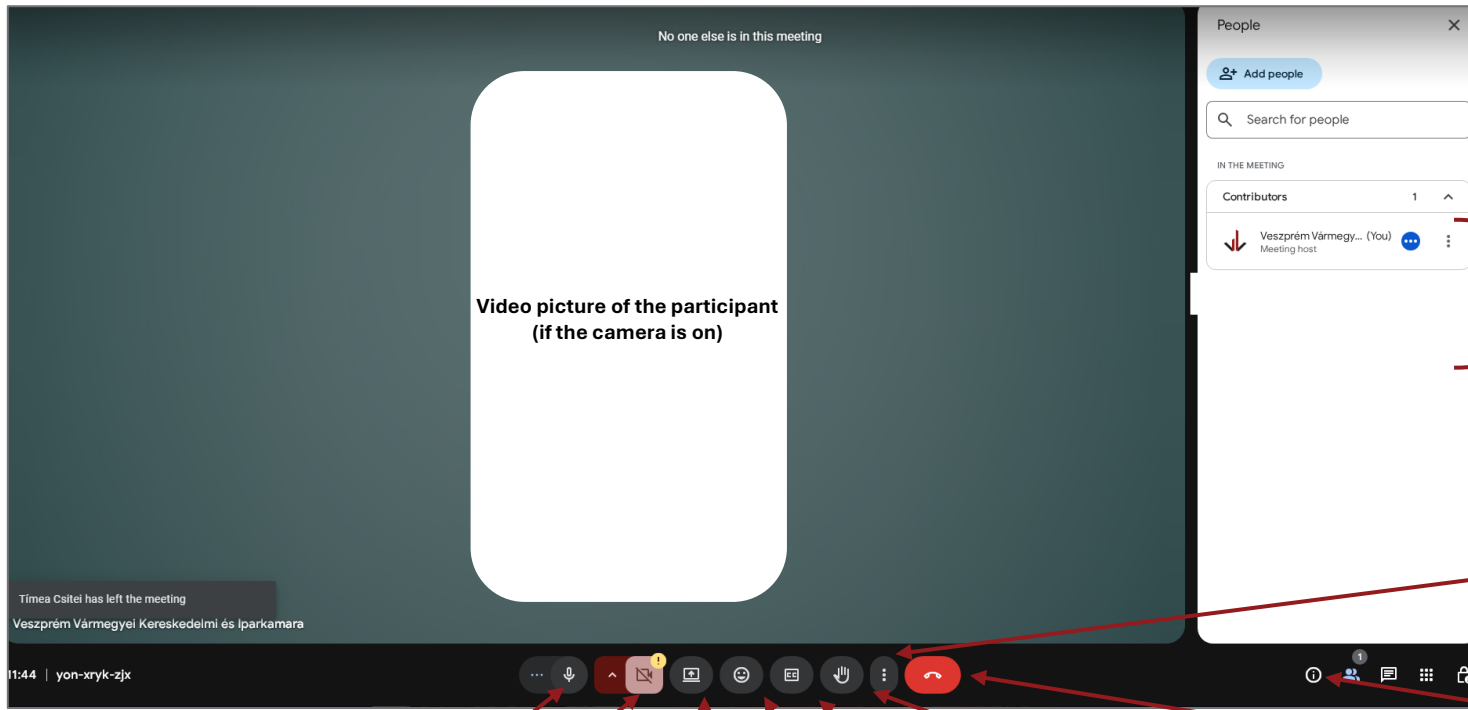 No one else is in this meeting
People
Add people
Search for people
IN THE MEETING
Contributors 1
Veszprém Vármegy... (You)
Meeting host
Video picture of the participant
(if the camera is on)
Tímea Csitei has left the meeting
Veszprém Vármegyei Kereskedelmi és Iparkamara
11:44 | yon-xryk-zjx
!
CC
1